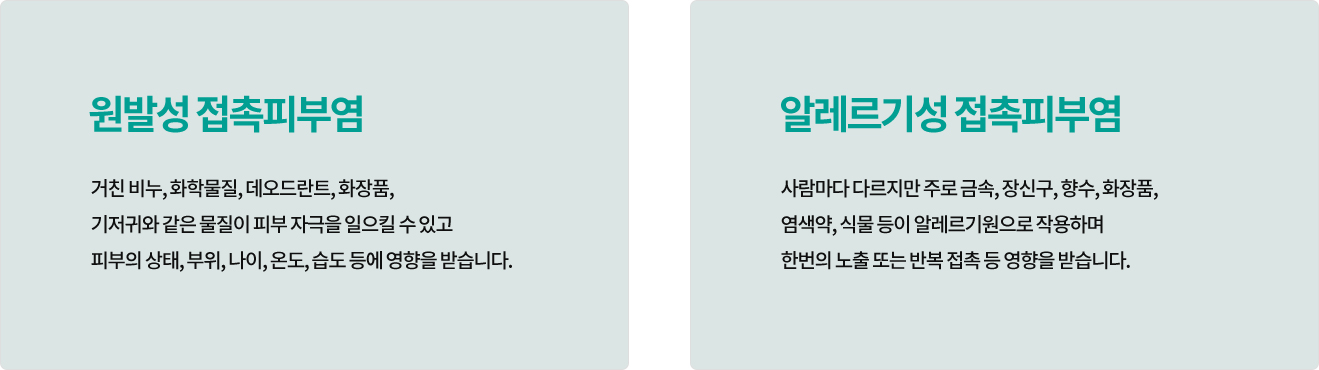 원발성 접촉피부염
거친 비누, 화학물질, 데오드란트, 화장품,
기저귀와 같은 물질이 피부 자극을 일으킬 수 있고
피부의 상태, 부위, 나이, 온도, 습도 등에 영향을 받습니다.
알레르기성 접촉피부염
사람마다 다르지만 주로 금속, 장신구, 향수, 화장품,
염색약, 식물 등이 알레르기원으로 작용하며
한번의 노출 또는 반복 접촉 등 영향을 받습니다.